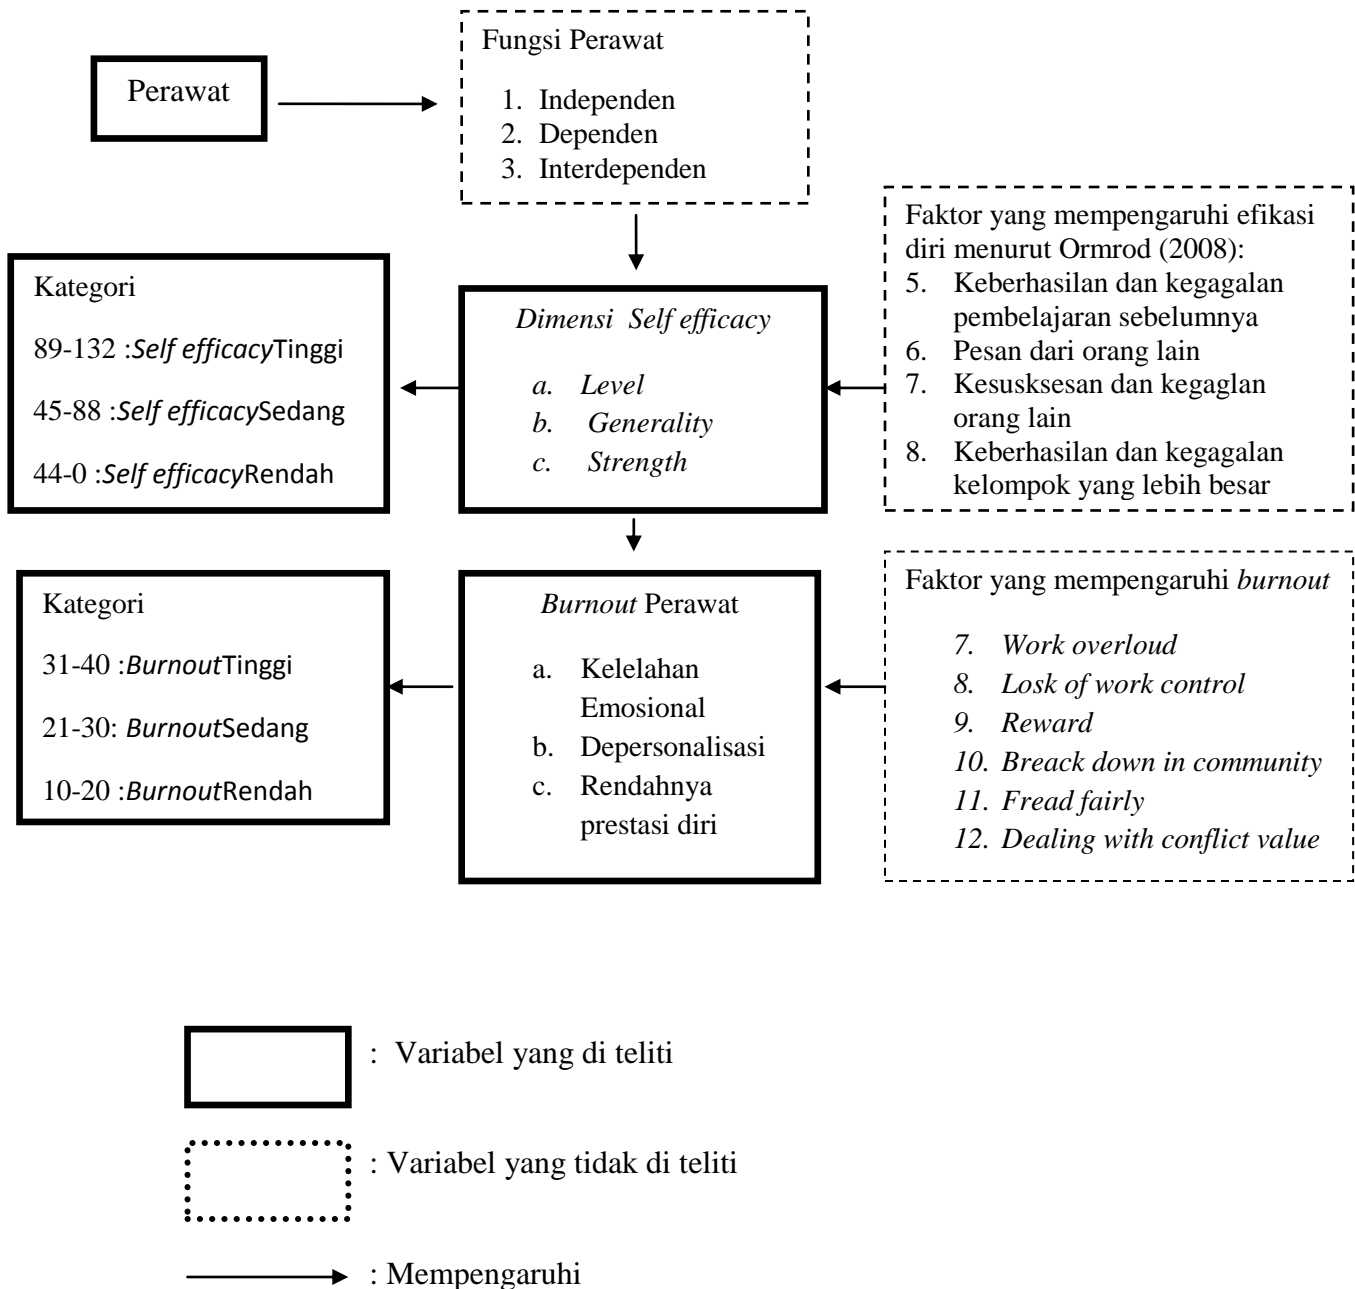 Perawat
Fungsi Perawat
1. Independen
2. Dependen
3. Interdependen
Kategori
89-132 :Self efficacyTinggi
45-88 :Self efficacySedang
44-0 :Self efficacyRendah
Dimensi Self efficacy
a. Level
b. Generality
c. Strength
Faktor yang mempengaruhi efikasi
diri menurut Ormrod (2008):
5. Keberhasilan dan kegagalan
pembelajaran sebelumnya
6. Pesan dari orang lain
7. Kesusksesan dan kegaglan
orang lain
8. Keberhasilan dan kegagalan
kelompok yang lebih besar
Kategori
31-40 :BurnoutTinggi
21-30: BurnoutSedang
10-20 :BurnoutRendah
Burnout Perawat
a. Kelelahan
Emosional
b. Depersonalisasi
c. Rendahnya
prestasi diri
Faktor yang mempengaruhi burnout
7. Work overloud
8. Losk of work control
9. Reward
10. Breack down in community
11. Fread fairly
12. Dealing with conflict value
: Variabel yang di teliti
: Variabel yang tidak di teliti
: Mempengaruhi